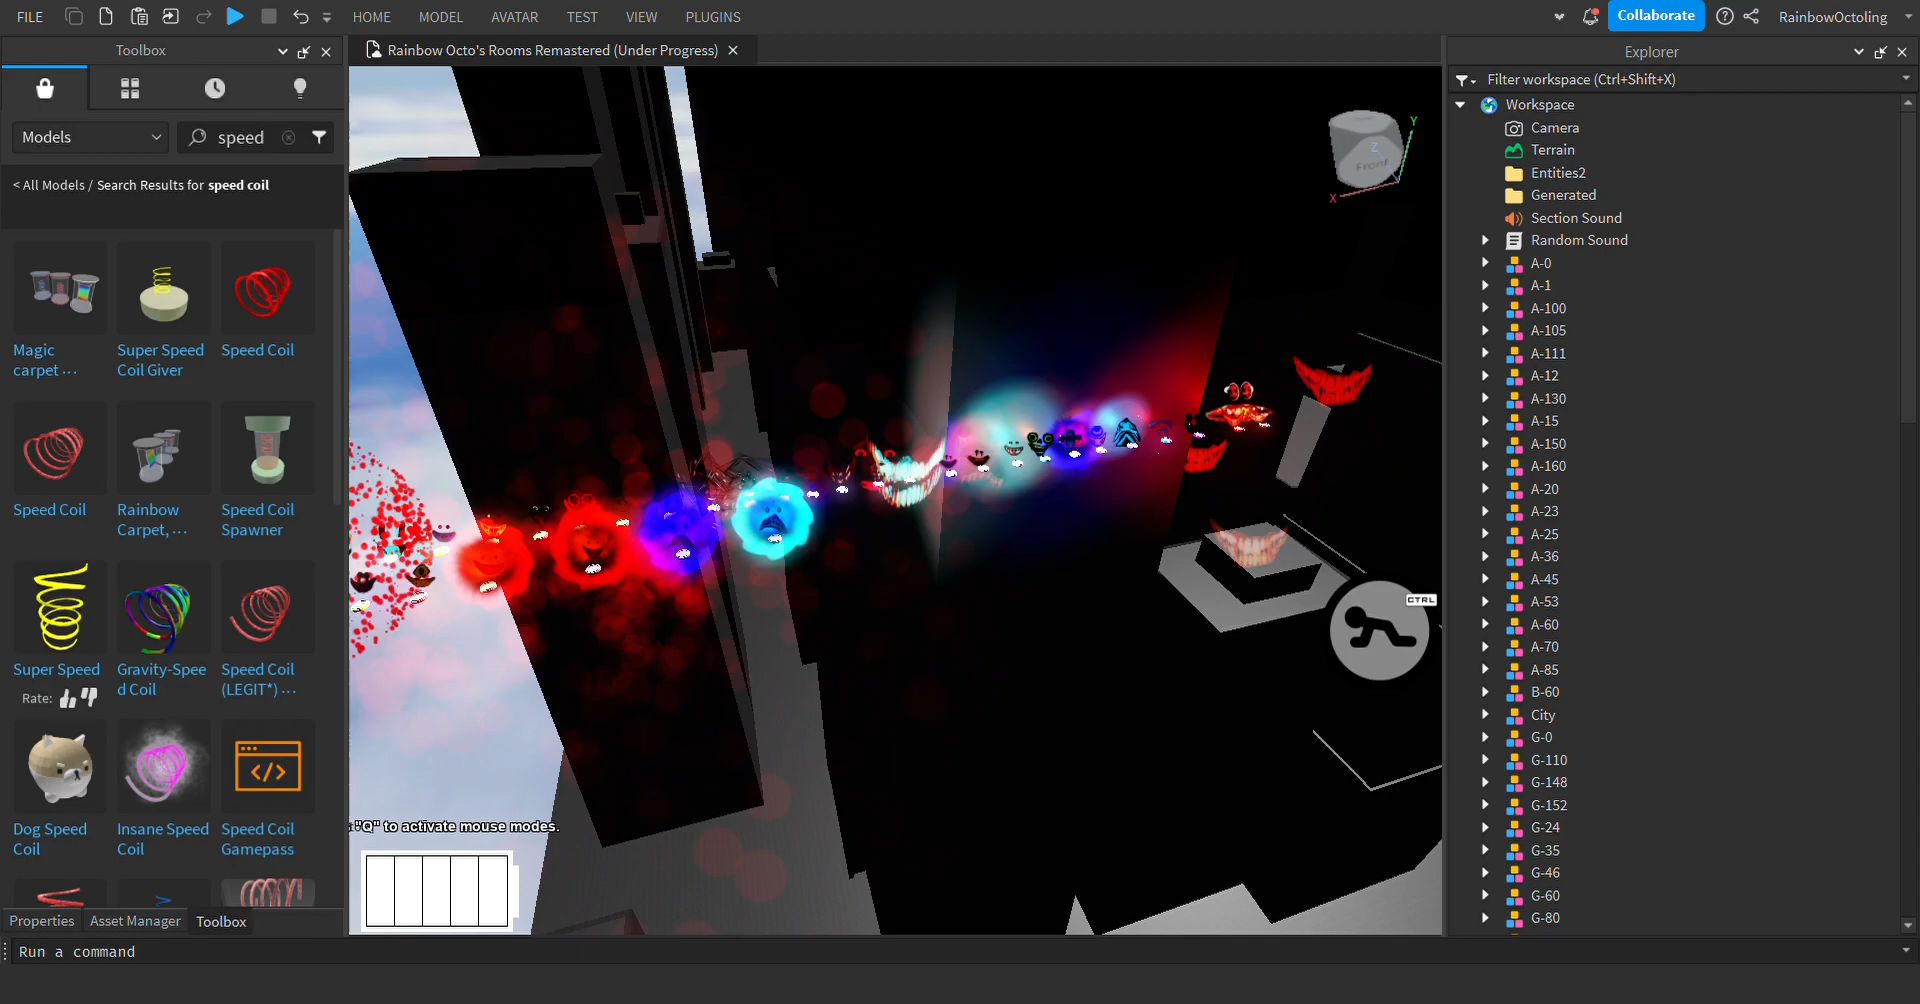 FILE
HOME
MODEL
AVATAR
TEST
VIEW
PLUGINS
Collaborate
RainbowOctoling
Toolbox
Rainbow Octo's Rooms Remastered (Under Progress)
Explorer
Models
speed
< All Models / Search Results for speed coil
Magic
carpet ...
Super Speed
Coil Giver
Speed Coil
Speed Coil
Rainbow
Carpet, ...
Speed Coil
Spawner
Super Speed
Rate:
Gravity-Spee
d Coil
Speed Coil
(LEGIT*) ...
Dog Speed
Coil
Insane Speed
Coil
Speed Coil
Gamepass
Properties
Asset Manager
Toolbox
Run a command
Y
Z
X
Front
CTRL
"Q" to activate mouse modes.
Filter workspace (Ctrl+Shift+X)
Workspace
Camera
Terrain
Entities2
Generated
Section Sound
Random Sound
A-0
A-1
A-100
A-105
A-111
A-12
A-130
A-15
A-150
A-160
A-20
A-23
A-25
A-36
A-45
A-53
A-60
A-70
A-85
B-60
City
G-0
G-110
G-148
G-152
G-24
G-35
G-46
G-60
G-80